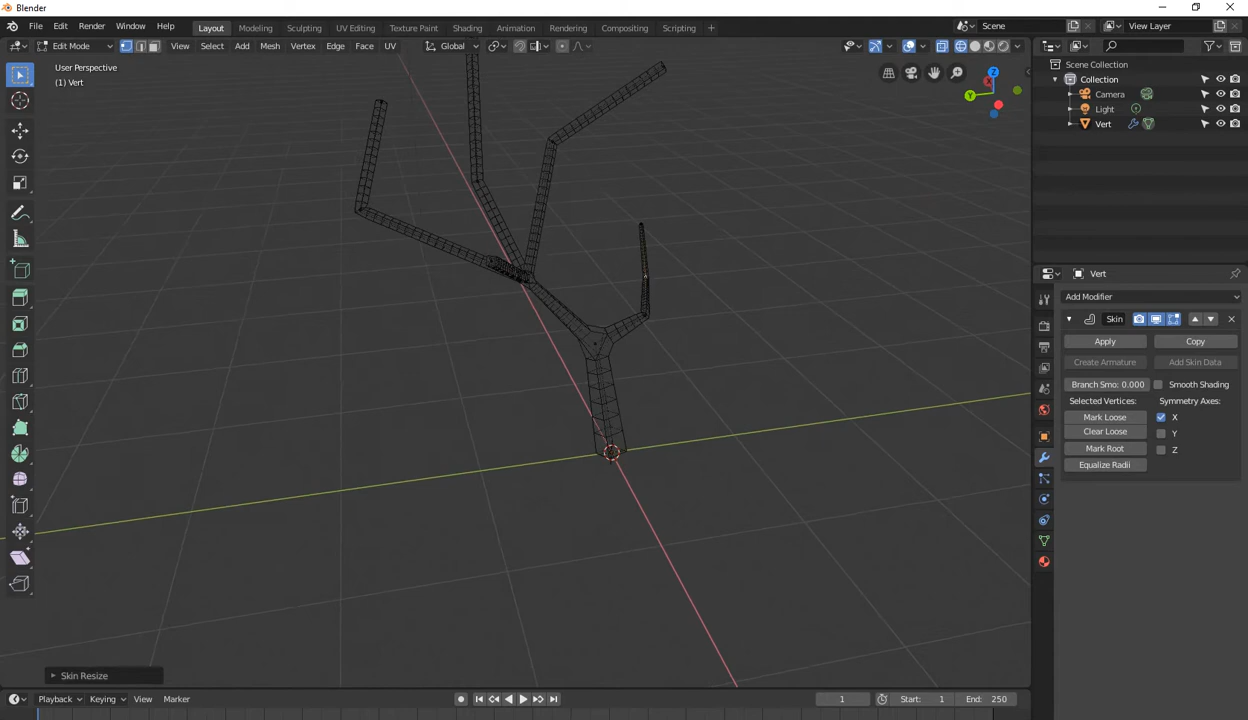 Blender
File Edit Render Window Help Layout Modeling Sculpting UV Editing Texture Paint Shading Animation Rendering Compositing Scripting + Scene View Layer
Edit Mode View Select Add Mesh Vertex Edge Face UV Global
User Perspective
(1) Vert
Z
X
Y
Scene Collection
Collection
Camera
Light
Vert
Vert
Add Modifier
Skin
Apply Copy
Create Armature Add Skin Data
Branch Smo: 0.000 Smooth Shading
Selected Vertices: Symmetry Axes:
Mark Loose X
Clear Loose Y
Mark Root Z
Equalize Radii
Skin Resize
Playback Keying View Marker 1 Start: 1 End: 250